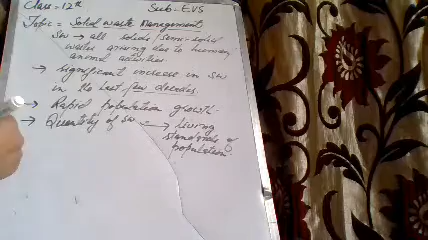 Class = 12th Sub - EVS
Topic = Solid waste Management
SW → all solids / semi-solid
wastes arising due to human,
animal activities
→ Significant increase in SW
in the last few decades
→ Rapid population growth
→ Quantity of SW → living
standards of
population